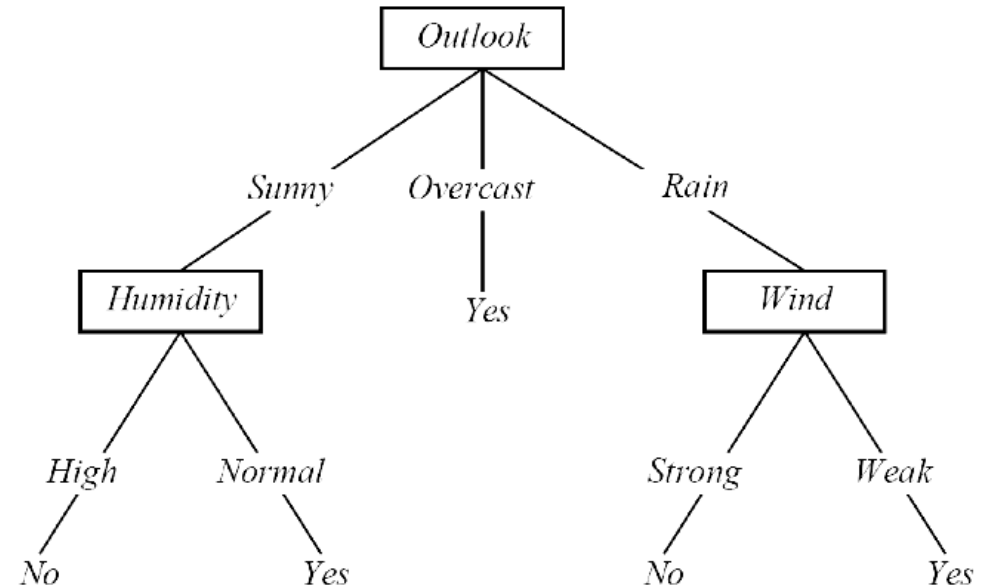 Outlook
Sunny Overcast Rain
Humidity Yes Wind
High Normal Strong Weak
No Yes No Yes